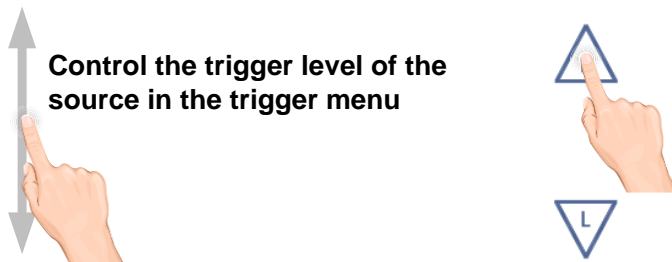 Control the trigger level of the
source in the trigger menu
L